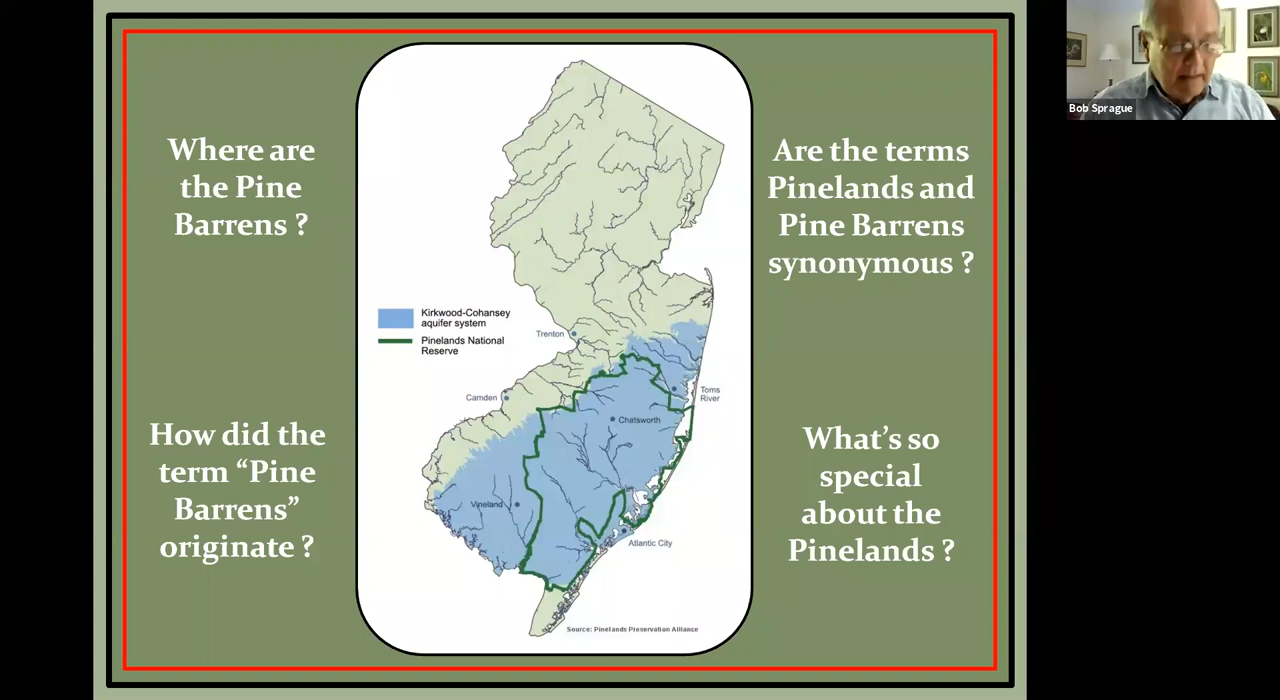 Where are
the Pine
Barrens ?
How did the
term “Pine
Barrens”
originate ?
Kirkwood-Cohansey
aquifer system
Pinelands National
Reserve
Trenton
Camden
Toms
River
Chatsworth
Vineland
Atlantic City
Source: Pinelands Preservation Alliance
Are the terms
Pinelands and
Pine Barrens
synonymous ?
What’s so
special
about the
Pinelands ?
Bob Sprague